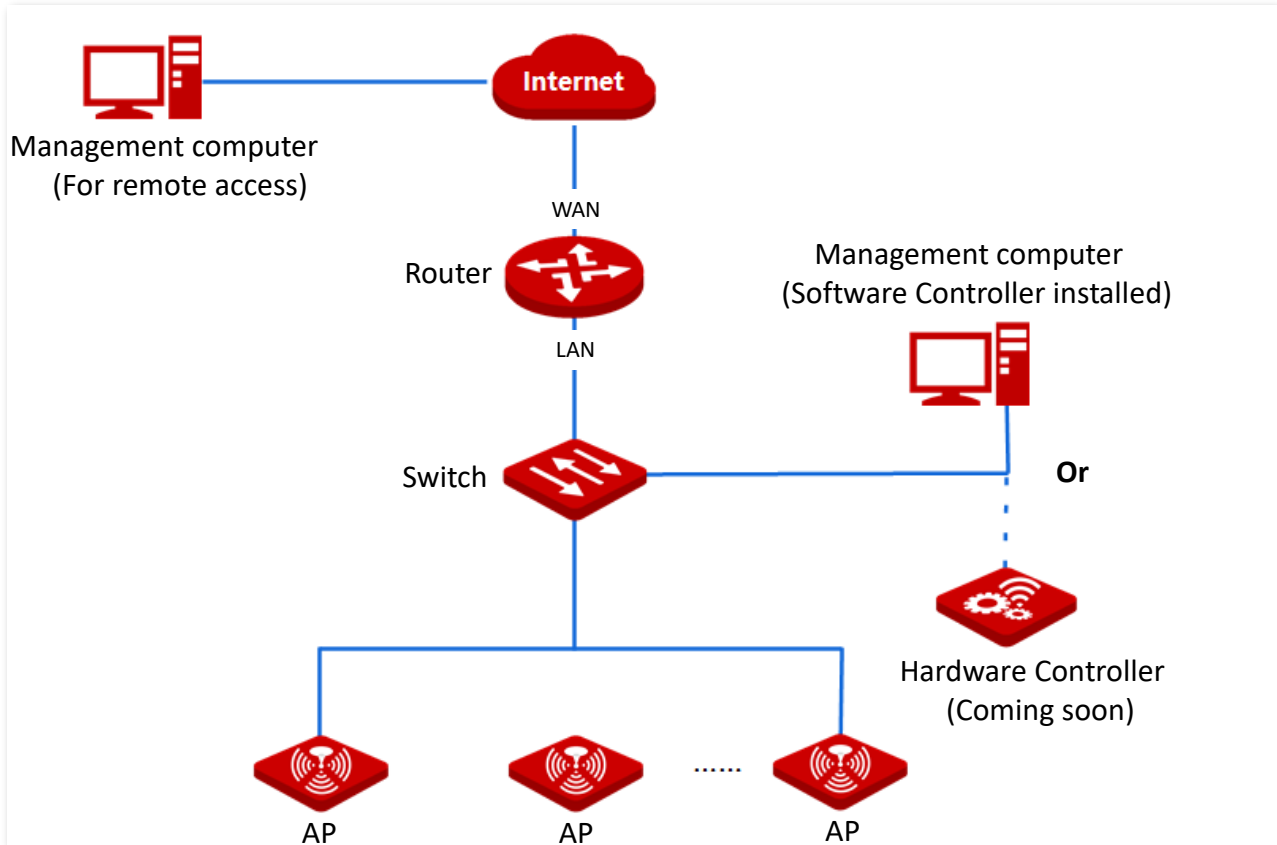 Internet
Management computer
(For remote access)
WAN
Router
Management computer
(Software Controller installed)
LAN
Switch
Or
Hardware Controller
(Coming soon)
......
AP
AP
AP